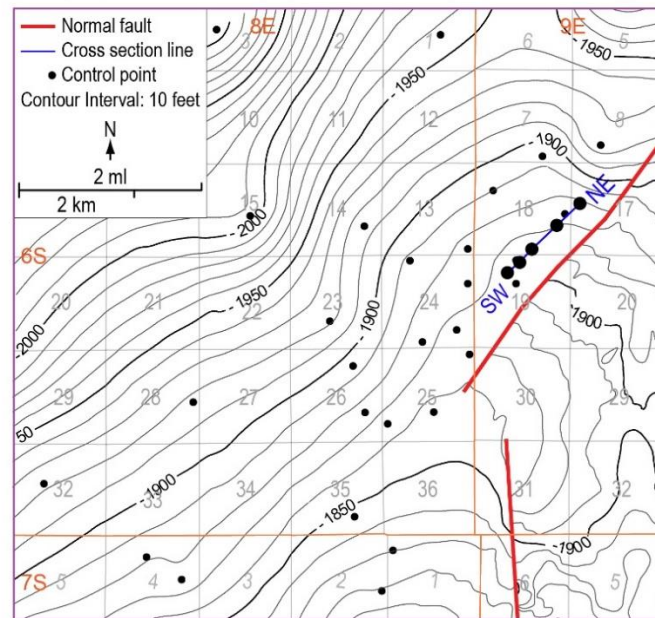 Normal fault
Cross section line
Control point
Contour Interval: 10 feet
N
2 ml
2 km
8E
9E
3 2 1 6 5
-1950
-1950
10 11 12 7 8
-1900
NE
15 14 13 18 17
-2000
6S
-1950
-1900
SW
20 21 22 23 24 19 20
-1900
-2000
29 28 27 26 25 30 29
50
-1900
-1850
32 33 34 35 36 31 32
-1900
7S
5 4 3 2 1 6 5